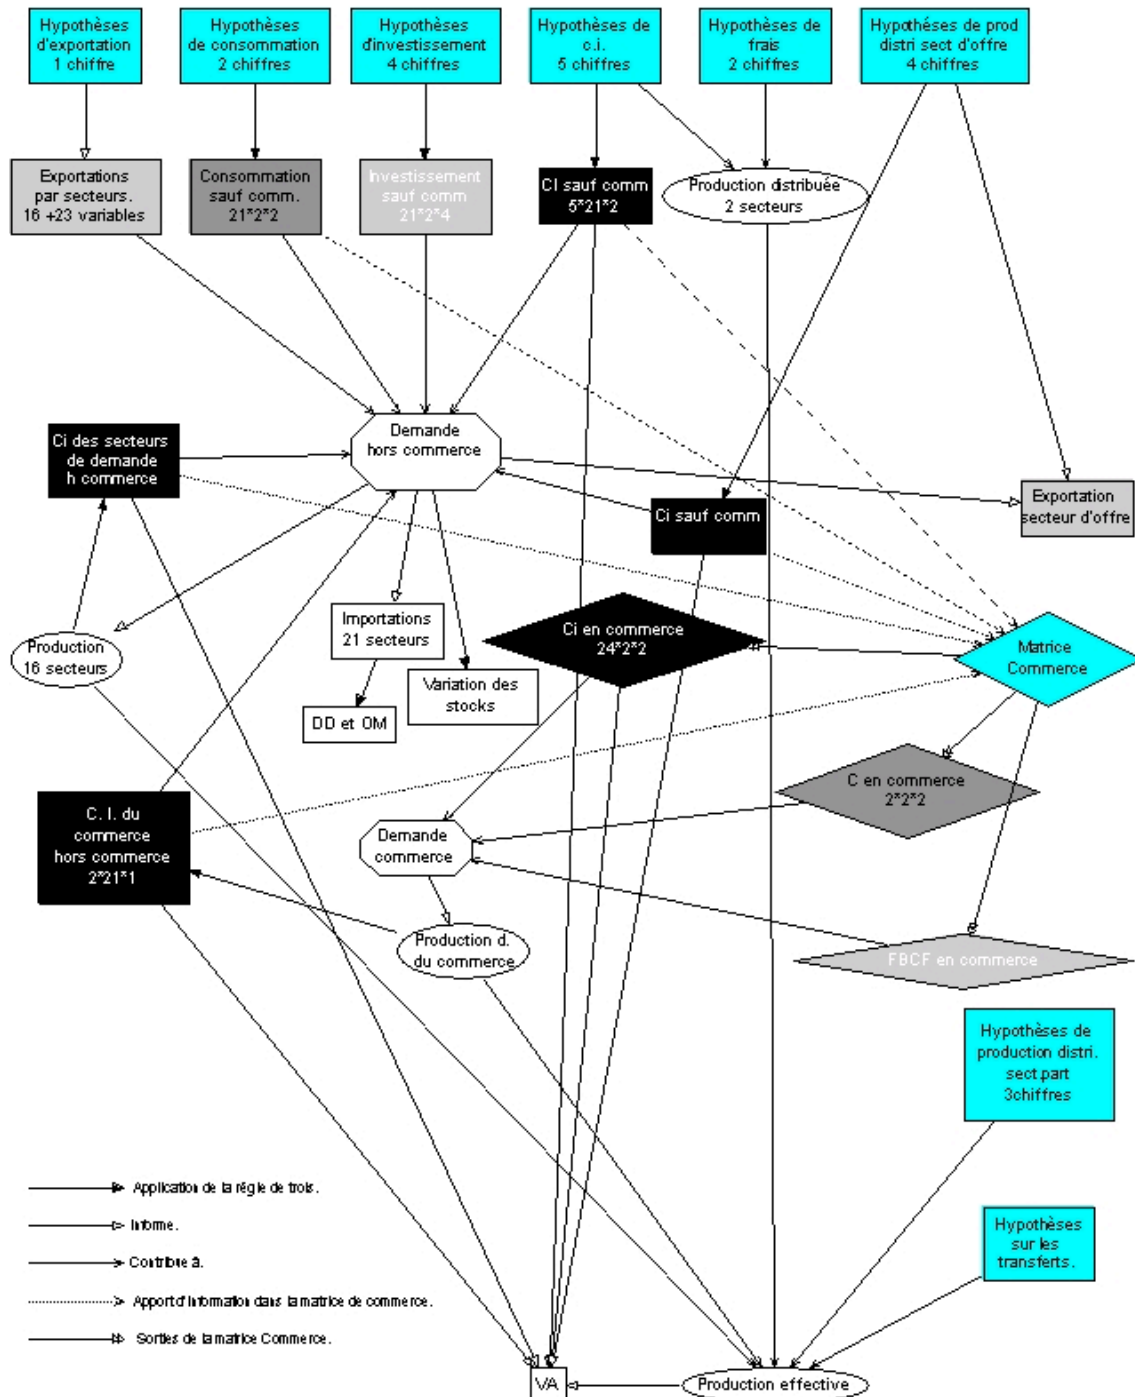 Hypothèses
d'exportation
1 chiffre
Hypothèses
de consommation
2 chiffres
Hypothèses
d'investissement
4 chiffres
Hypothèses de
c.i.
5 chiffres
Hypothèses de
frais
2 chiffres
Hypothéses de prod
distri sect d'offre
4 chiffres
Exportations
par secteurs.
16 +23 variables
Consommation
sauf comm.
21*2*2
Investissement
sauf comm
21*2*4
CI sauf comm
5*21*2
Production distribuée
2 secteurs
Ci des secteurs
de demande
h commerce
Demande
hors commerce
Ci sauf comm
Exportation
secteur d'offre
Production
16 secteurs
Importations
21 secteurs
Ci en commerce
24*2*2
Matrice
Commerce
Variation des
stocks
DD et OM
C en commerce
2*2*2
C. I. du
commerce
hors commerce
2*21*1
Demande
commerce
Production d.
du commerce
FBCF en commerce
Hypothèses de
production distri.
sect.part
3chiffres
Application de la règle de trois.
Informe.
Contribue à.
Apport d'information dans la matrice de commerce.
Sorties de la matrice Commerce.
Hypothèses
sur les
transferts.
VA
Production effective